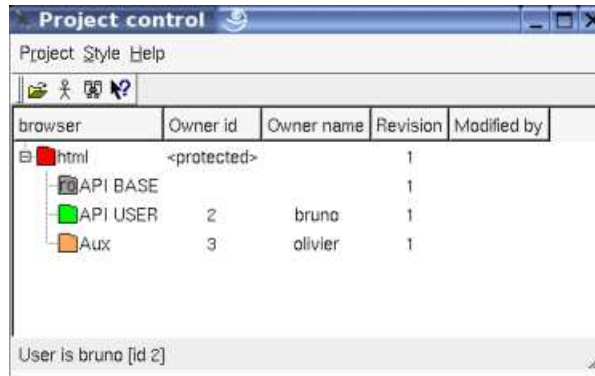 Project control
Project Style Help
browser Owner id Owner name Revision Modified by
html <protected> 1
ro API BASE 1
API USER 2 bruno 1
Aux 3 olivier 1
User is bruno [id 2]